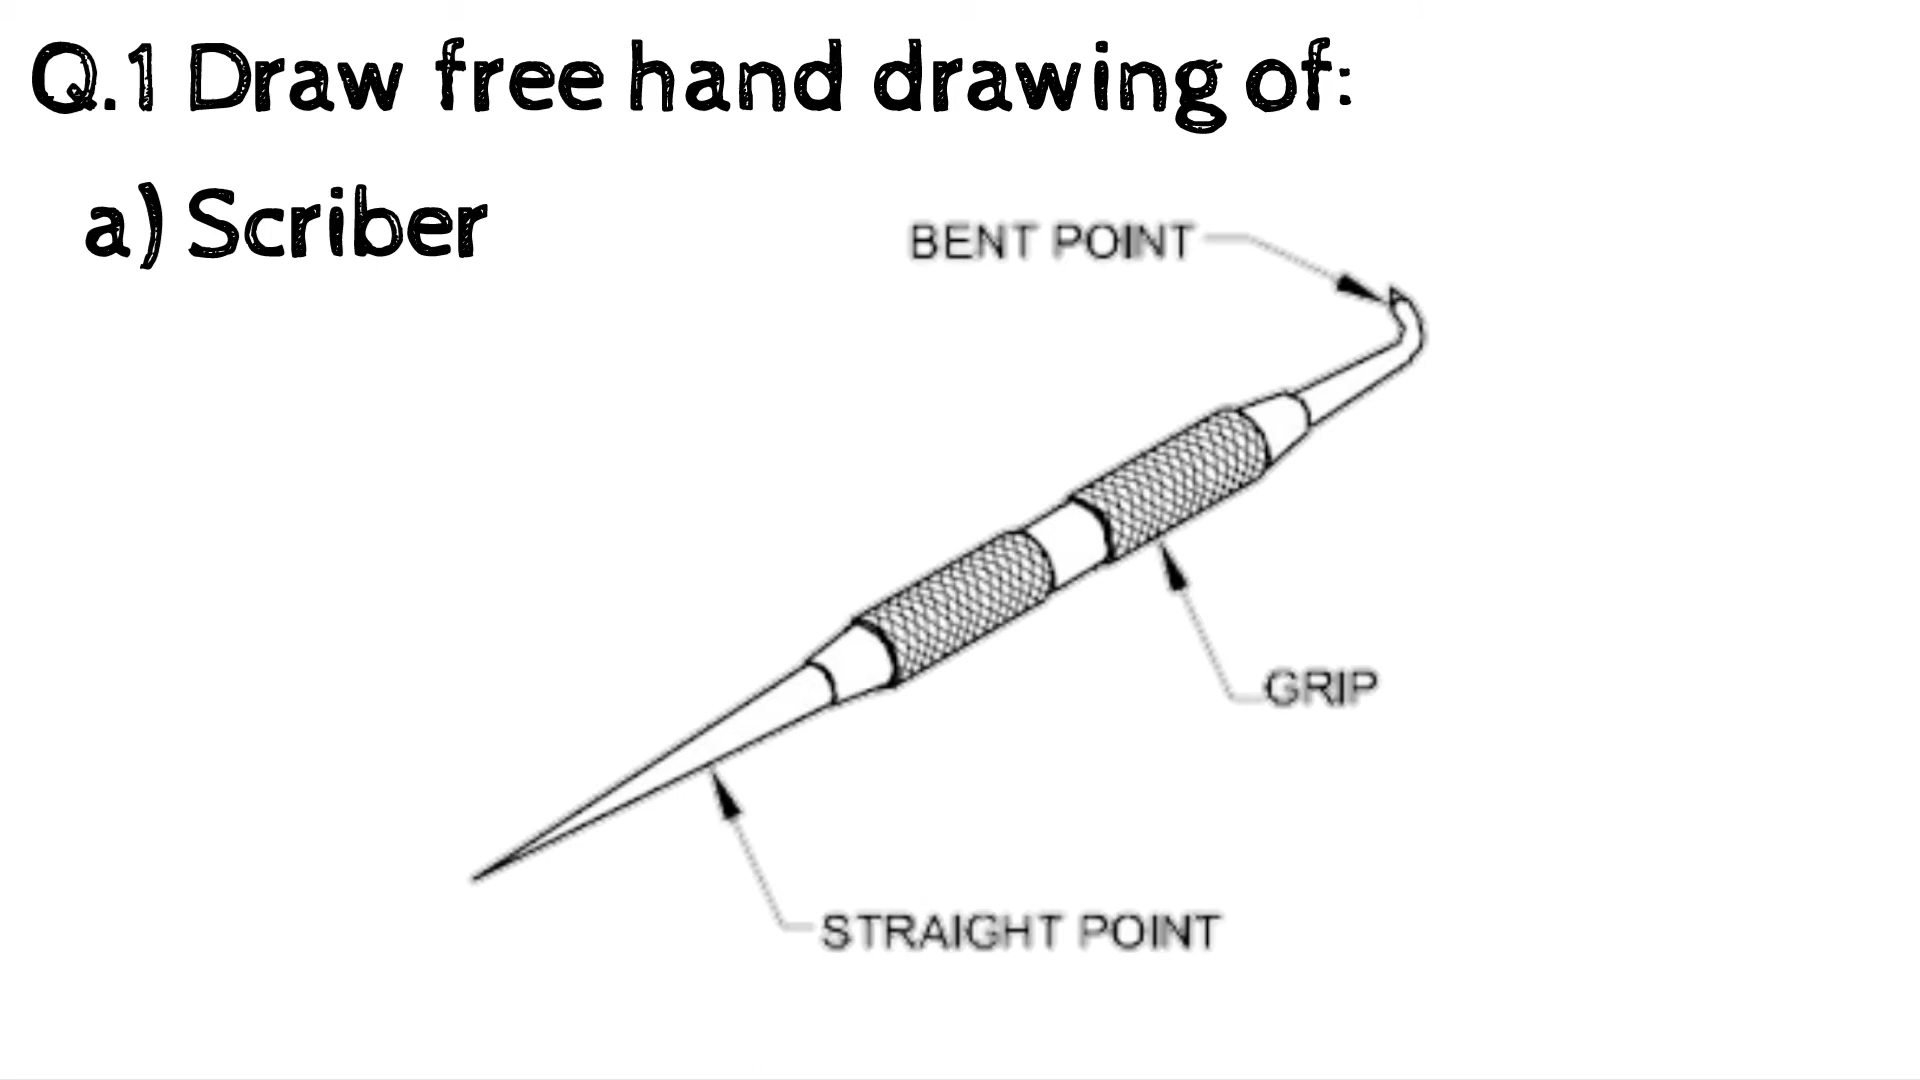 Q.1 Draw free hand drawing of:
a) Scriber
BENT POINT
GRIP
STRAIGHT POINT